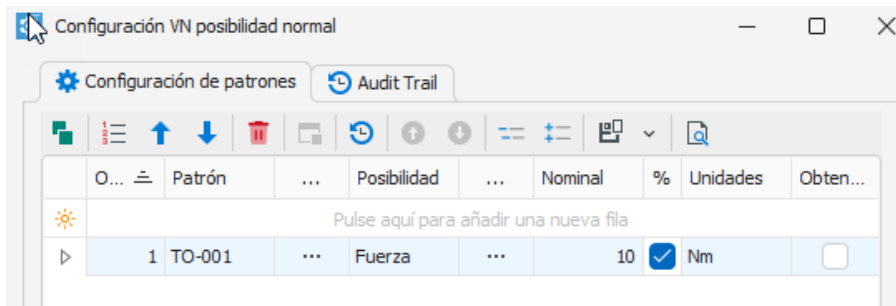 Configuración VN posibilidad normal
Configuración de patrones Audit Trail
O... Patrón ... Posibilidad ... Nominal % Unidades Obten...
Pulse aquí para añadir una nueva fila
1 TO-001 ... Fuerza ... 10 Nm